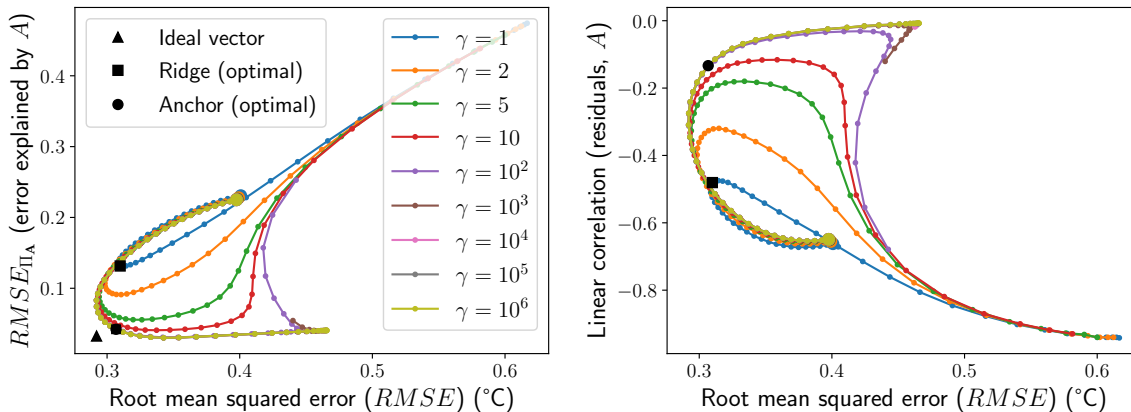 ▲ Ideal vector
■ Ridge (optimal)
● Anchor (optimal)
γ = 1
γ = 2
γ = 5
γ = 10
γ = 10²
γ = 10³
γ = 10⁴
γ = 10⁵
γ = 10⁶
RMSE_{Π_A} (error explained by A)
0.4
0.3
0.2
0.1
0.3 0.4 0.5 0.6
Root mean squared error (RMSE) (°C)
Linear correlation (residuals, A)
0.0
−0.2
−0.4
−0.6
−0.8
0.3 0.4 0.5 0.6
Root mean squared error (RMSE) (°C)